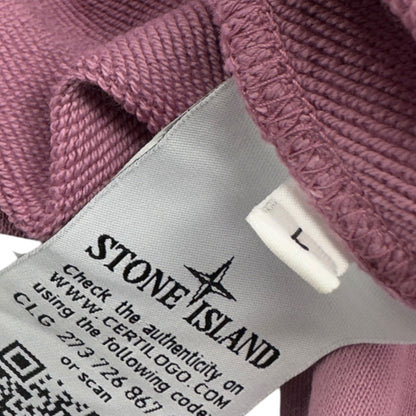 L
STONE ISLAND
Check the authenticity on
WWW.CERTILOGO.COM
using the following code
CLG 273 726 867
or scan